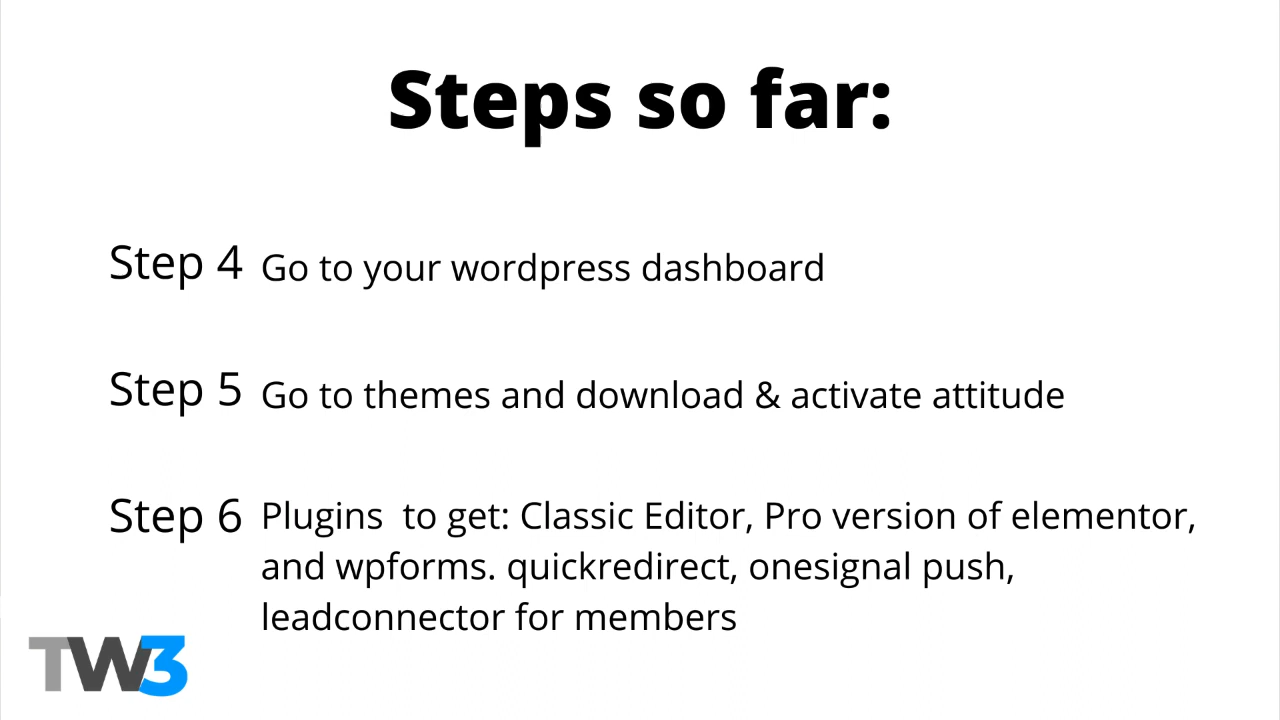 Steps so far:
Step 4 Go to your wordpress dashboard
Step 5 Go to themes and download & activate attitude
Step 6 Plugins  to get: Classic Editor, Pro version of elementor,
and wpforms. quickredirect, onesignal push,
leadconnector for members
TW3